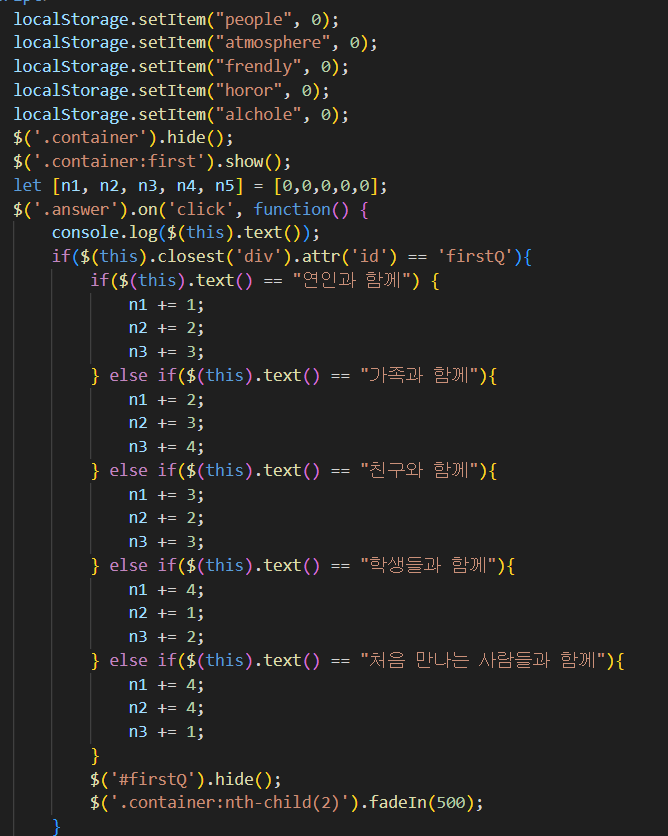 localStorage.setItem("people", 0);
localStorage.setItem("atmosphere", 0);
localStorage.setItem("frendly", 0);
localStorage.setItem("horor", 0);
localStorage.setItem("alchole", 0);
$('.container').hide();
$('.container:first').show();
let [n1, n2, n3, n4, n5] = [0,0,0,0,0];
$('.answer').on('click', function() {
    console.log($(this).text());
    if($(this).closest('div').attr('id') == 'firstQ'){
        if($(this).text() == "연인과 함께") {
            n1 += 1;
            n2 += 2;
            n3 += 3;
        } else if($(this).text() == "가족과 함께"){
            n1 += 2;
            n2 += 3;
            n3 += 4;
        } else if($(this).text() == "친구와 함께"){
            n1 += 3;
            n2 += 2;
            n3 += 3;
        } else if($(this).text() == "학생들과 함께"){
            n1 += 4;
            n2 += 1;
            n3 += 2;
        } else if($(this).text() == "처음 만나는 사람들과 함께"){
            n1 += 4;
            n2 += 4;
            n3 += 1;
        }
        $('#firstQ').hide();
        $('.container:nth-child(2)').fadeIn(500);
    }